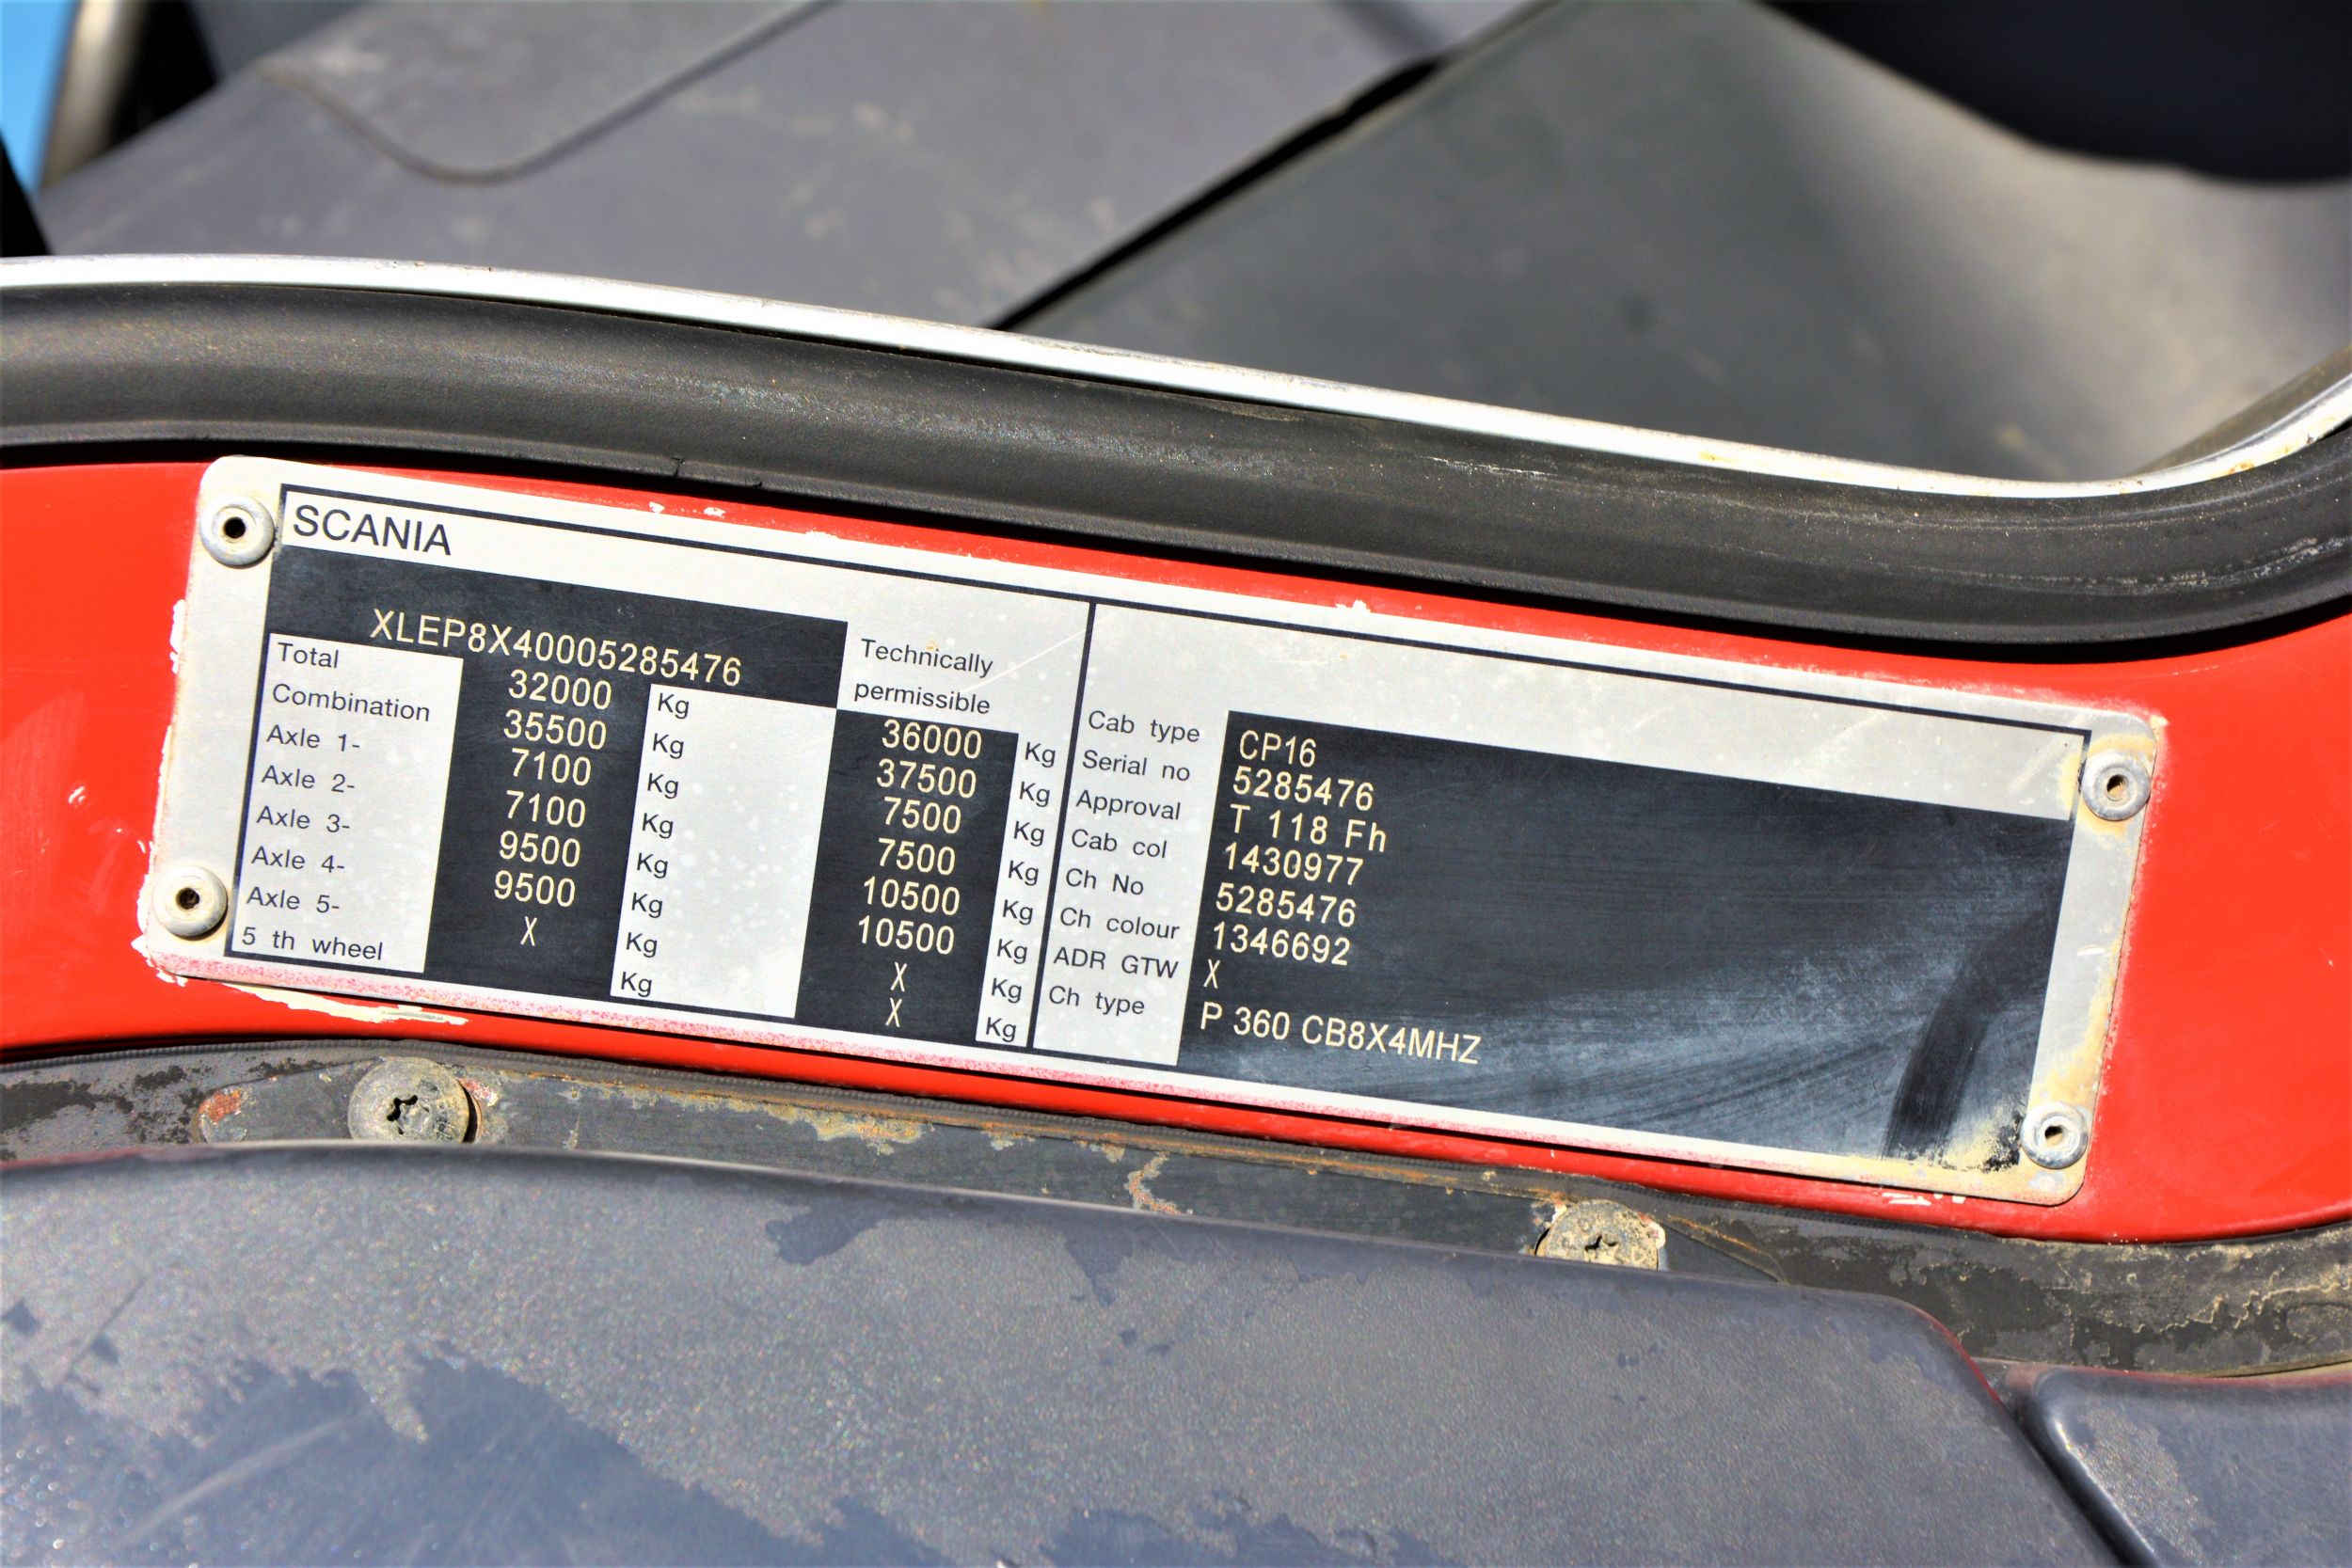 SCANIA
XLEP8X40005285476
Technically
permissible
Total 32000 Kg 36000 Kg
Combination 35500 Kg 37500 Kg
Axle 1- 7100 Kg 7500 Kg
Axle 2- 7100 Kg 7500 Kg
Axle 3- 9500 Kg 10500 Kg
Axle 4- 9500 Kg 10500 Kg
Axle 5- X Kg X Kg
5 th wheel Kg X Kg
Cab type CP16
Serial no 5285476
Approval T 118 Fh
Cab col 1430977
Ch No 5285476
Ch colour 1346692
ADR GTW X
Ch type P 360 CB8X4MHZ